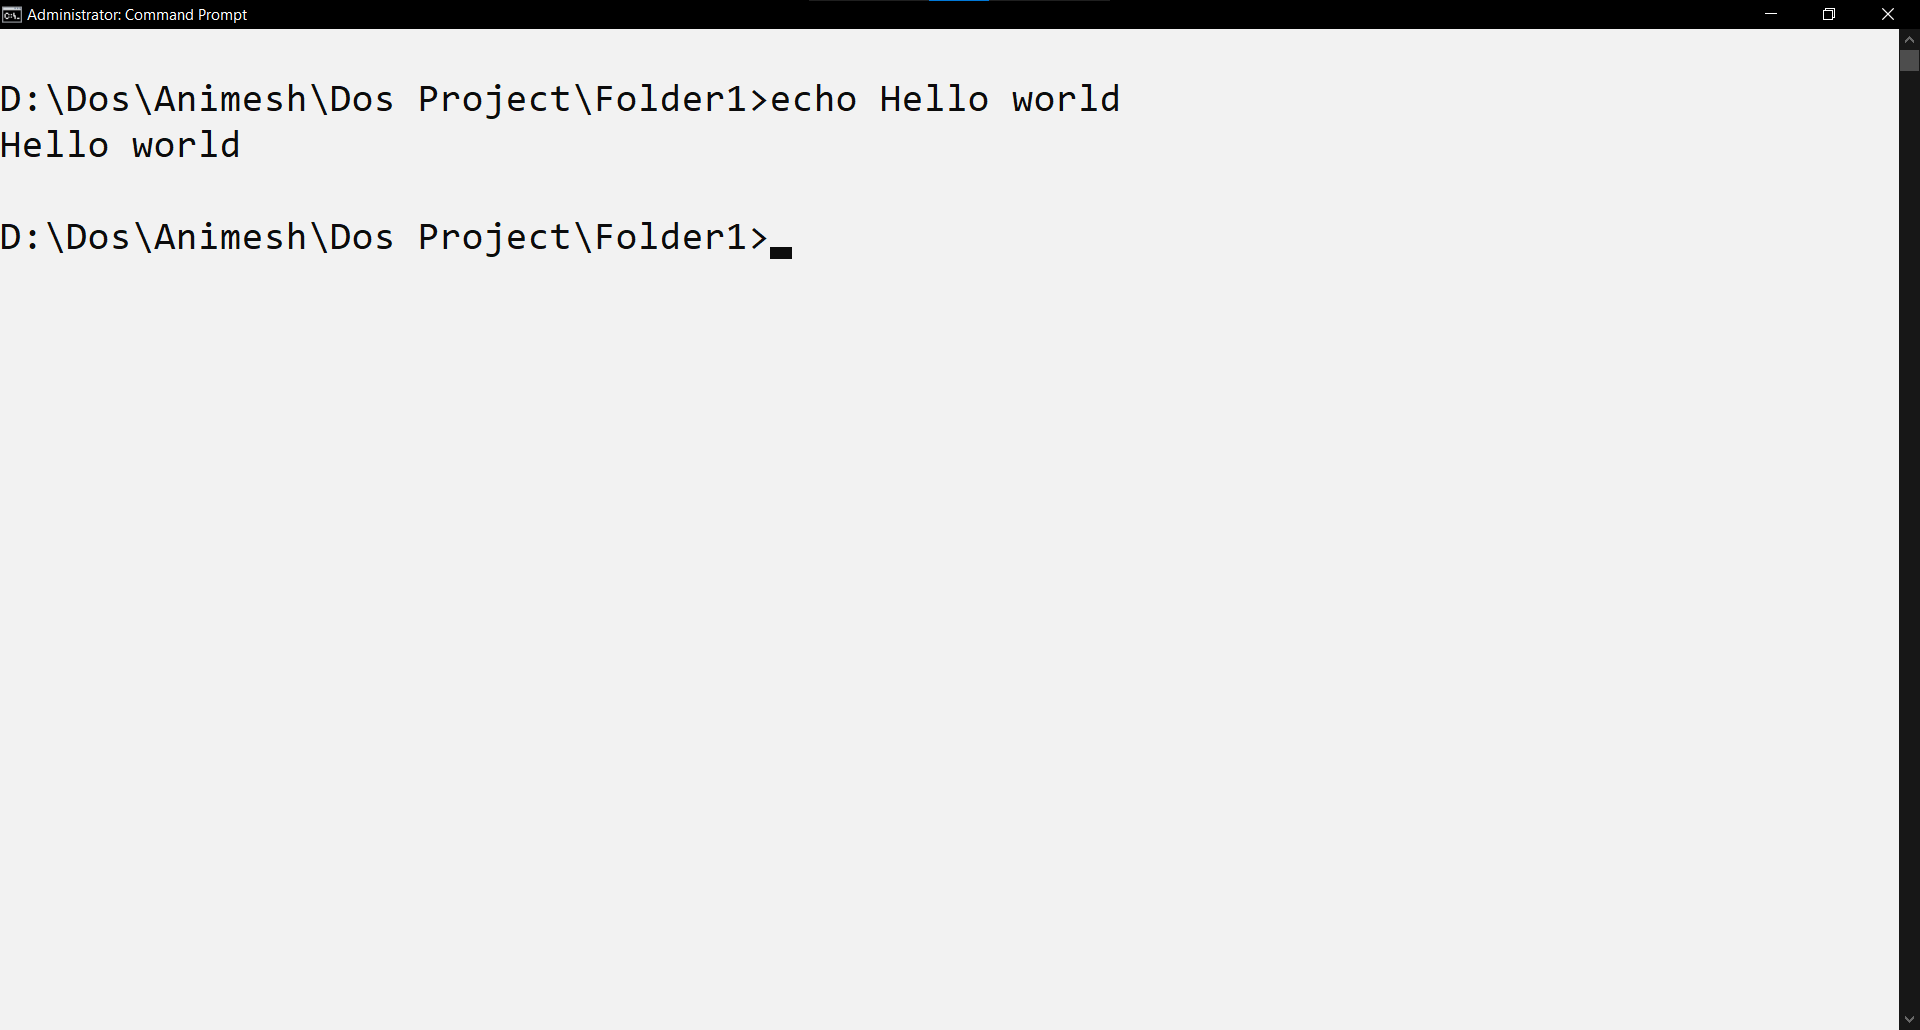 Administrator: Command Prompt
D:\Dos\Animesh\Dos Project\Folder1>echo Hello world
Hello world
D:\Dos\Animesh\Dos Project\Folder1>